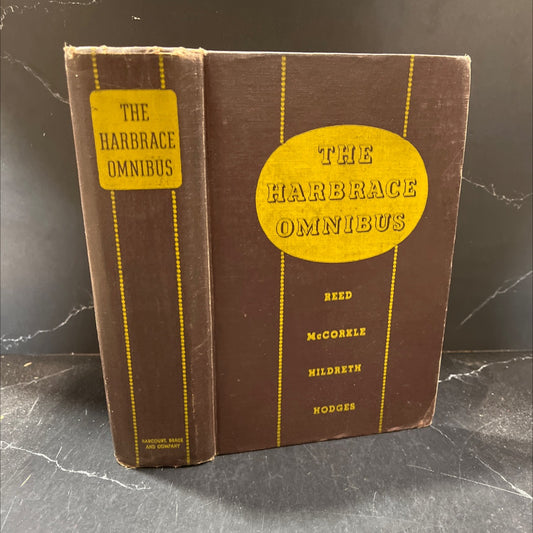 THE
HARBRACE
OMNIBUS
HARCOURT, BRACE
AND COMPANY
THE
HARBRACE
OMNIBUS
REED
McCORKLE
HILDRETH
HODGES